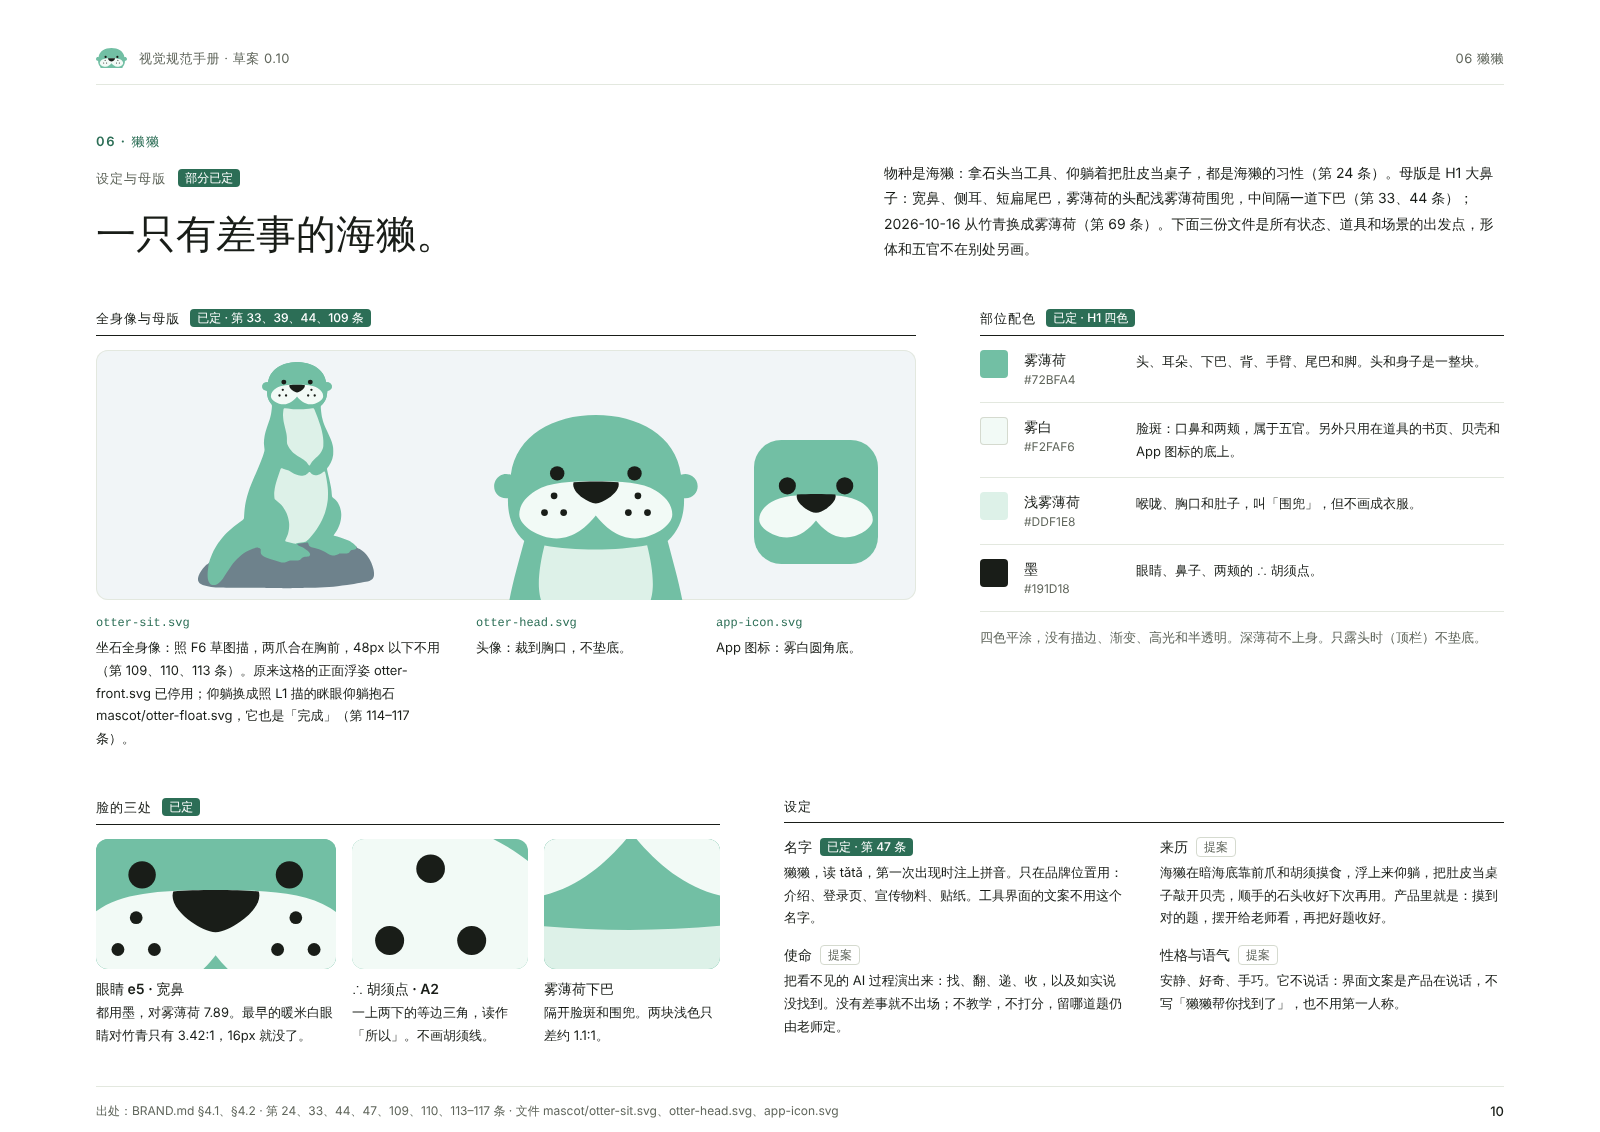 视觉规范手册 · 草案 0.10
06 獭獭
06 · 獭獭
设定与母版 部分已定
一只有差事的海獭。
物种是海獭：拿石头当工具、仰躺着把肚皮当桌子，都是海獭的习性（第 24 条）。母版是 H1 大鼻
子：宽鼻、侧耳、短扁尾巴，雾薄荷的头配浅雾薄荷围兜，中间隔一道下巴（第 33、44 条）；
2026-10-16 从竹青换成雾薄荷（第 69 条）。下面三份文件是所有状态、道具和场景的出发点，形
体和五官不在别处另画。
全身像与母版 已定 · 第 33、39、44、109 条
otter-sit.svg
坐石全身像：照 F6 草图描，两爪合在胸前，48px 以下不用
（第 109、110、113 条）。原来这格的正面浮姿 otter-
front.svg 已停用；仰躺换成照 L1 描的眯眼仰躺抱石
mascot/otter-float.svg，它也是「完成」（第 114–117
条）。
otter-head.svg
头像：裁到胸口，不垫底。
app-icon.svg
App 图标：雾白圆角底。
部位配色 已定 · H1 四色
雾薄荷
#72BFA4
头、耳朵、下巴、背、手臂、尾巴和脚。头和身子是一整块。
雾白
#F2FAF6
脸斑：口鼻和两颊，属于五官。另外只用在道具的书页、贝壳和
App 图标的底上。
浅雾薄荷
#DDF1E8
喉咙、胸口和肚子，叫「围兜」，但不画成衣服。
墨
#191D18
眼睛、鼻子、两颊的 ∴ 胡须点。
四色平涂，没有描边、渐变、高光和半透明。深薄荷不上身。只露头时（顶栏）不垫底。
脸的三处 已定
眼睛 e5 · 宽鼻
都用墨，对雾薄荷 7.89。最早的暖米白眼
睛对竹青只有 3.42:1，16px 就没了。
∴ 胡须点 · A2
一上两下的等边三角，读作
「所以」。不画胡须线。
雾薄荷下巴
隔开脸斑和围兜。两块浅色只
差约 1.1:1。
设定
名字 已定 · 第 47 条
獭獭，读 tǎtǎ，第一次出现时注上拼音。只在品牌位置用：
介绍、登录页、宣传物料、贴纸。工具界面的文案不用这个
名字。
来历 提案
海獭在暗海底靠前爪和胡须摸食，浮上来仰躺，把肚皮当桌
子敲开贝壳，顺手的石头收好下次再用。产品里就是：摸到
对的题，摆开给老师看，再把好题收好。
使命 提案
把看不见的 AI 过程演出来：找、翻、递、收，以及如实说
没找到。没有差事就不出场；不教学，不打分，留哪道题仍
由老师定。
性格与语气 提案
安静、好奇、手巧。它不说话：界面文案是产品在说话，不
写「獭獭帮你找到了」，也不用第一人称。
出处：BRAND.md §4.1、§4.2 · 第 24、33、44、47、109、110、113–117 条 · 文件 mascot/otter-sit.svg、otter-head.svg、app-icon.svg
10